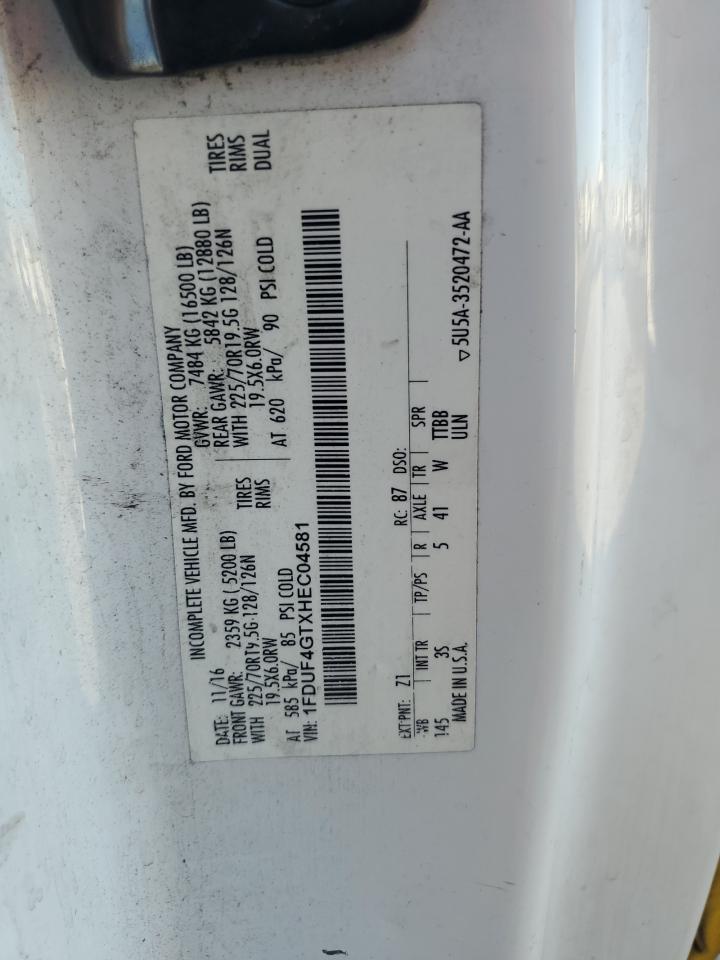 INCOMPLETE VEHICLE MFD. BY FORD MOTOR COMPANY
DATE: 11/16 GVWR: 7484 KG (16500 LB)
FRONT GAWR: 2359 KG ( 5200 LB) REAR GAWR: 5842 KG (12880 LB)
WITH 225/70R19.5G 128/126N TIRES WITH 225/70R19.5G 128/126N TIRES
19.5X6.0RW RIMS 19.5X6.0RW RIMS
AT 585 kPa/ 85 PSI COLD AT 620 kPa/ 90 PSI COLD DUAL
VIN: 1FDUF4GTXHEC04581
EXT PNT: Z1 RC: 87 DSO:
WB INT TR TP/PS R AXLE TR SPR
145 3S 5 41 W TTBB
MADE IN U.S.A. ULN
▽5U5A-3520472-AA